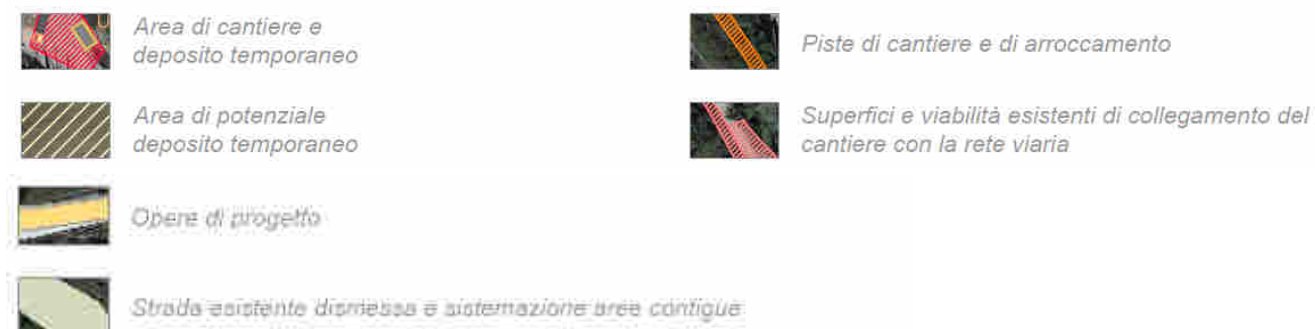 Area di cantiere e
deposito temporaneo
Piste di cantiere e di arroccamento
Area di potenziale
deposito temporaneo
Superfici e viabilità esistenti di collegamento del
cantiere con la rete viaria
Opere di progetto
Strada esistente dismessa e sistemazione aree contigue